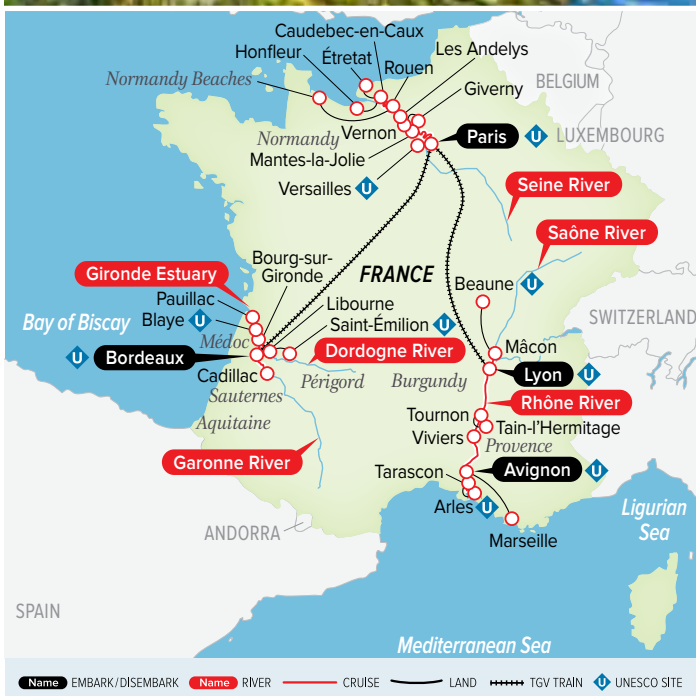 Caudebec-en-Caux
Honfleur
Étretat
Les Andelys
Rouen
Normandy Beaches
Giverny
BELGIUM
Normandy
Vernon
Paris
U
LUXEMBOURG
Mantes-la-Jolie
Versailles
U
Seine River
Saône River
Bourg-sur-
Gironde
Gironde Estuary
FRANCE
Beaune
U
Pauillac
Libourne
Bay of Biscay
Blaye
U
Saint-Émilion
U
SWITZERLAND
Médoc
Mâcon
U
Bordeaux
Dordogne River
Cadillac
Périgord
Burgundy
Lyon
U
Sauternes
Rhône River
Aquitaine
Tournon
Tain-l’Hermitage
Viviers
Provence
Garonne River
Tarascon
Avignon
U
Arles
U
Ligurian
Sea
ANDORRA
Marseille
SPAIN
Mediterranean Sea
Name EMBARK/DISEMBARK Name RIVER CRUISE LAND TGV TRAIN U UNESCO SITE